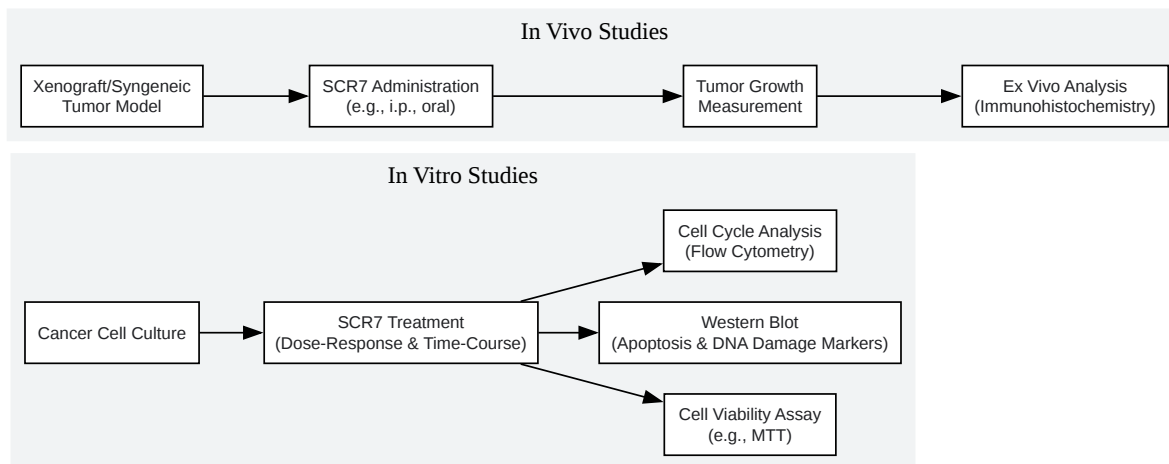 In Vivo Studies
Xenograft/Syngeneic
Tumor Model
SCR7 Administration
(e.g., i.p., oral)
Tumor Growth
Measurement
Ex Vivo Analysis
(Immunohistochemistry)
In Vitro Studies
Cancer Cell Culture
SCR7 Treatment
(Dose-Response & Time-Course)
Cell Cycle Analysis
(Flow Cytometry)
Western Blot
(Apoptosis & DNA Damage Markers)
Cell Viability Assay
(e.g., MTT)